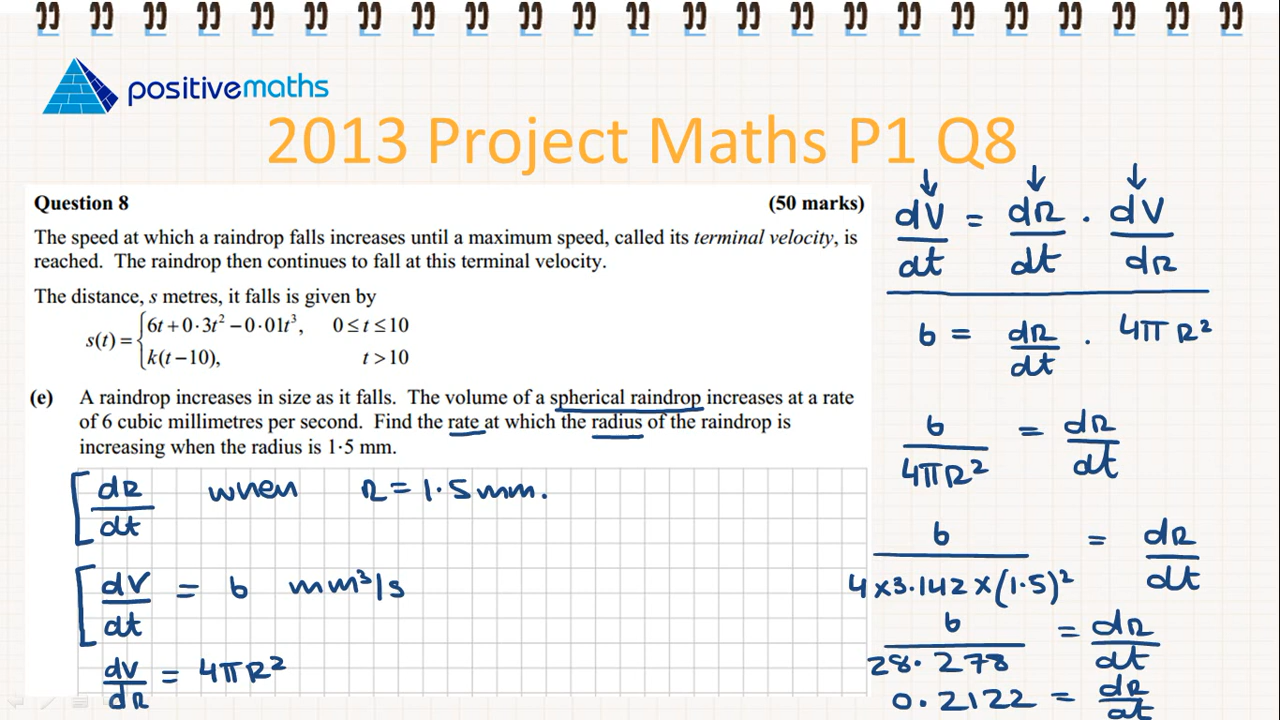 positivemaths
2013 Project Maths P1 Q8
Question 8 (50 marks)
The speed at which a raindrop falls increases until a maximum speed, called its terminal velocity, is
reached. The raindrop then continues to fall at this terminal velocity.
The distance, s metres, it falls is given by
s(t) = { 6t + 0·3t² − 0·01t³, 0 ≤ t ≤ 10
k(t − 10), t > 10
(e) A raindrop increases in size as it falls. The volume of a spherical raindrop increases at a rate
of 6 cubic millimetres per second. Find the rate at which the radius of the raindrop is
increasing when the radius is 1·5 mm.
dR/dt when R = 1.5 mm.
dV/dt = 6 mm³/s
dV/dR = 4πR²
dV/dt = dR/dt . dV/dR
6 = dR/dt . 4πR²
6/4πR² = dR/dt
6/4×3.142×(1.5)² = dR/dt
6/28.278 = dR/dt
0.2122 = dR/dt